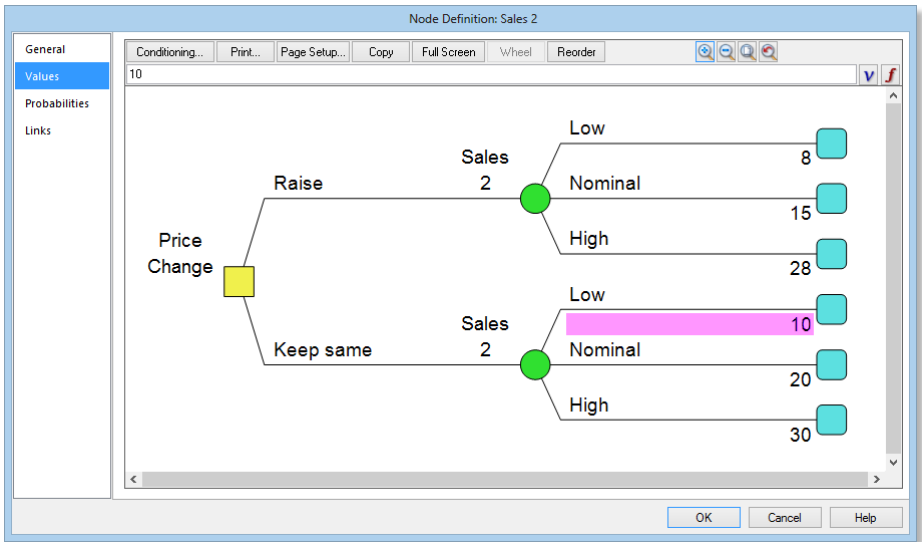 Node Definition: Sales 2
General
Values
Probabilities
Links
Conditioning... Print... Page Setup... Copy Full Screen Wheel Reorder
10
v f
Low
8
Sales
2
Raise
Nominal
15
High
28
Price
Change
Low
10
Sales
2
Keep same
Nominal
20
High
30
OK Cancel Help